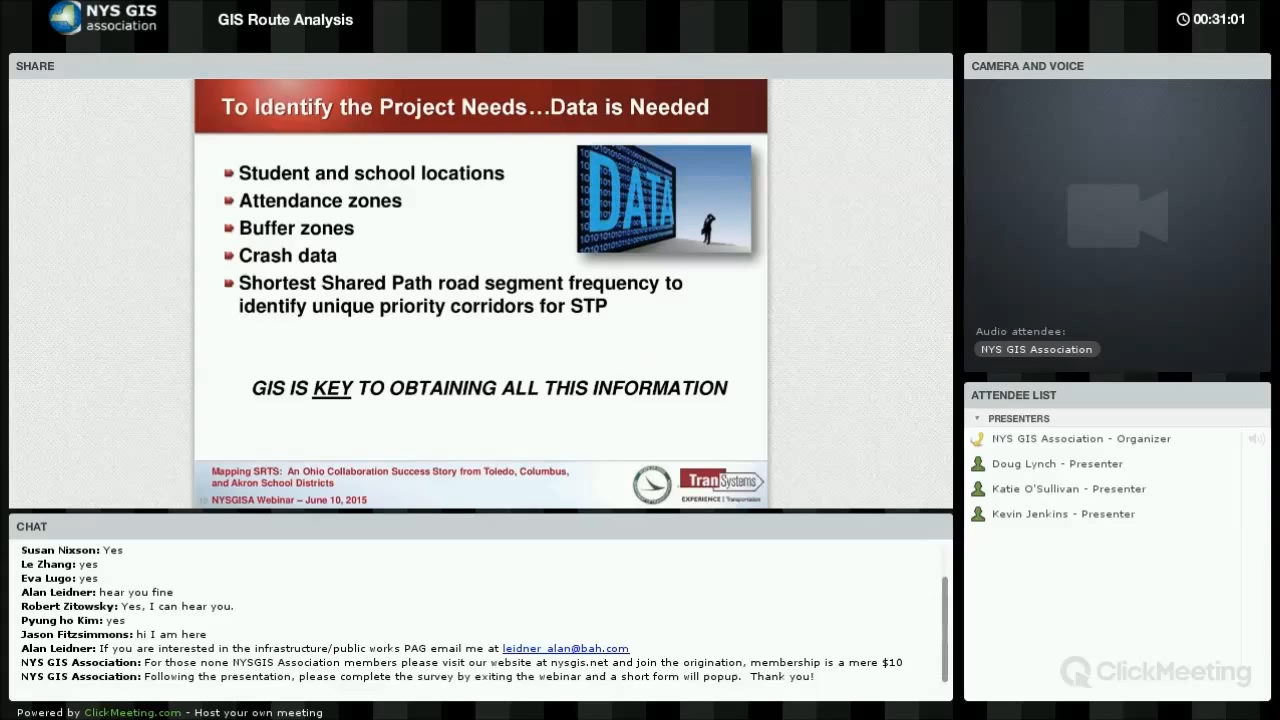 NYS GIS
association
GIS Route Analysis
00:31:01
SHARE
To Identify the Project Needs...Data is Needed
Student and school locations
Attendance zones
Buffer zones
Crash data
Shortest Shared Path road segment frequency to
identify unique priority corridors for STP
DATA
GIS IS KEY TO OBTAINING ALL THIS INFORMATION
Mapping SRTS: An Ohio Collaboration Success Story from Toledo, Columbus,
and Akron School Districts
NYSGISA Webinar – June 10, 2015
TranSystems
EXPERIENCE | Transportation
CAMERA AND VOICE
Audio attendee:
NYS GIS Association
ATTENDEE LIST
PRESENTERS
NYS GIS Association - Organizer
Doug Lynch - Presenter
Katie O'Sullivan - Presenter
Kevin Jenkins - Presenter
CHAT
Susan Nixson: Yes
Le Zhang: yes
Eva Lugo: yes
Alan Leidner: hear you fine
Robert Zitowsky: Yes, I can hear you.
Pyung ho Kim: yes
Jason Fitzsimmons: hi I am here
Alan Leidner: If you are interested in the infrastructure/public works PAG email me at leidner_alan@bah.com
NYS GIS Association: For those none NYSGIS Association members please visit our website at nysgis.net and join the origination, membership is a mere $10
NYS GIS Association: Following the presentation, please complete the survey by exiting the webinar and a short form will popup. Thank you!
ClickMeeting
Powered by ClickMeeting.com - Host your own meeting